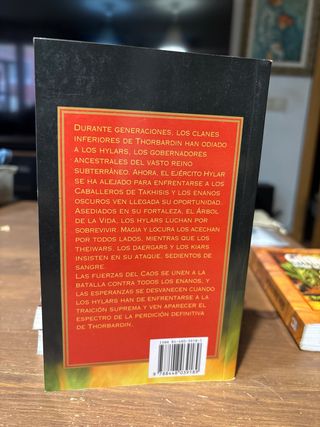 DURANTE GENERACIONES, LOS CLANES
INFERIORES DE THORBARDIN HAN ODIADO
A LOS HYLARS, LOS GOBERNADORES
ANCESTRALES DEL VASTO REINO
SUBTERRÁNEO. AHORA, EL EJÉRCITO HYLAR
SE HA ALEJADO PARA ENFRENTARSE A LOS
CABALLEROS DE TAKHISIS Y LOS ENANOS
OSCUROS VEN LLEGADA SU OPORTUNIDAD.
ASEDIADOS EN SU FORTALEZA, EL ÁRBOL
DE LA VIDA, LOS HYLARS LUCHAN POR
SOBREVIVIR. MAGIA Y LOCURA LOS ACECHAN
POR TODOS LADOS, MIENTRAS QUE LOS
THEIWARS, LOS DAERGARS Y LOS KLARS
INSISTEN EN SU ATAQUE, SEDIENTOS DE
SANGRE.
LAS FUERZAS DEL CAOS SE UNEN A LA
BATALLA CONTRA TODOS LOS ENANOS, Y
LAS ESPERANZAS SE DESVANECEN CUANDO
LOS HYLARS HAN DE ENFRENTARSE A LA
TRAICIÓN SUPREMA Y VEN APARECER EL
ESPECTRO DE LA PERDICIÓN DEFINITIVA
DE THORBARDIN.